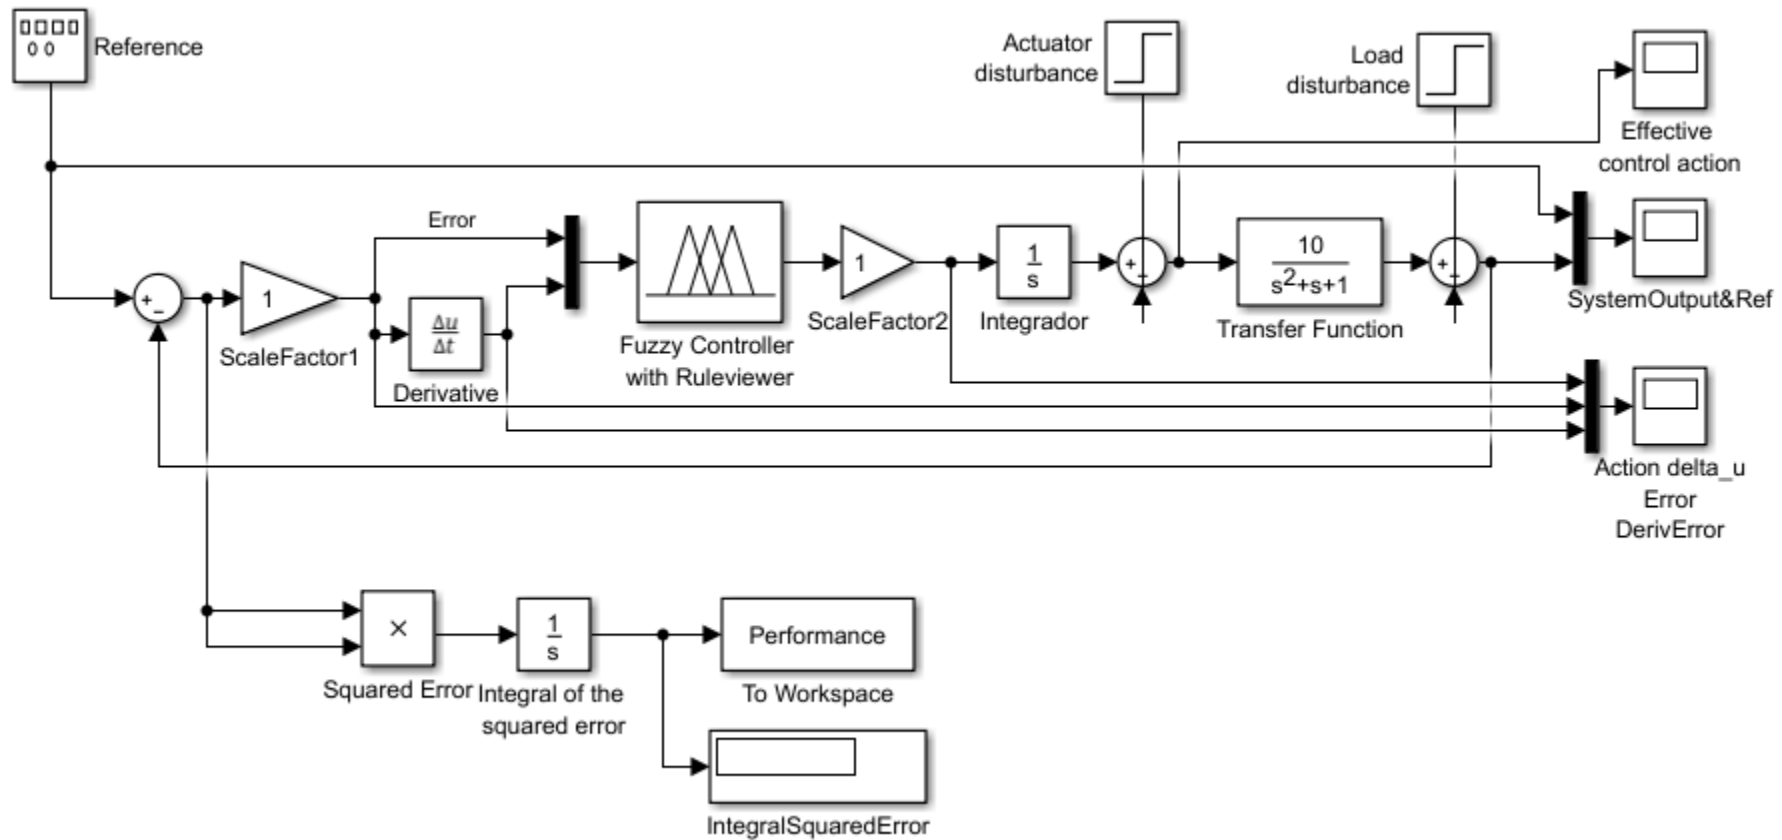 Reference
Actuator
disturbance
Load
disturbance
Effective
control action
Error
+
−
1
ScaleFactor1
Δu
Δt
Derivative
Fuzzy Controller
with Ruleviewer
1
ScaleFactor2
1
s
Integrador
+
−
10
s²+s+1
Transfer Function
+
−
SystemOutput&Ref
Action delta_u
Error
DerivError
×
Squared Error
1
s
Integral of the
squared error
Performance
To Workspace
IntegralSquaredError